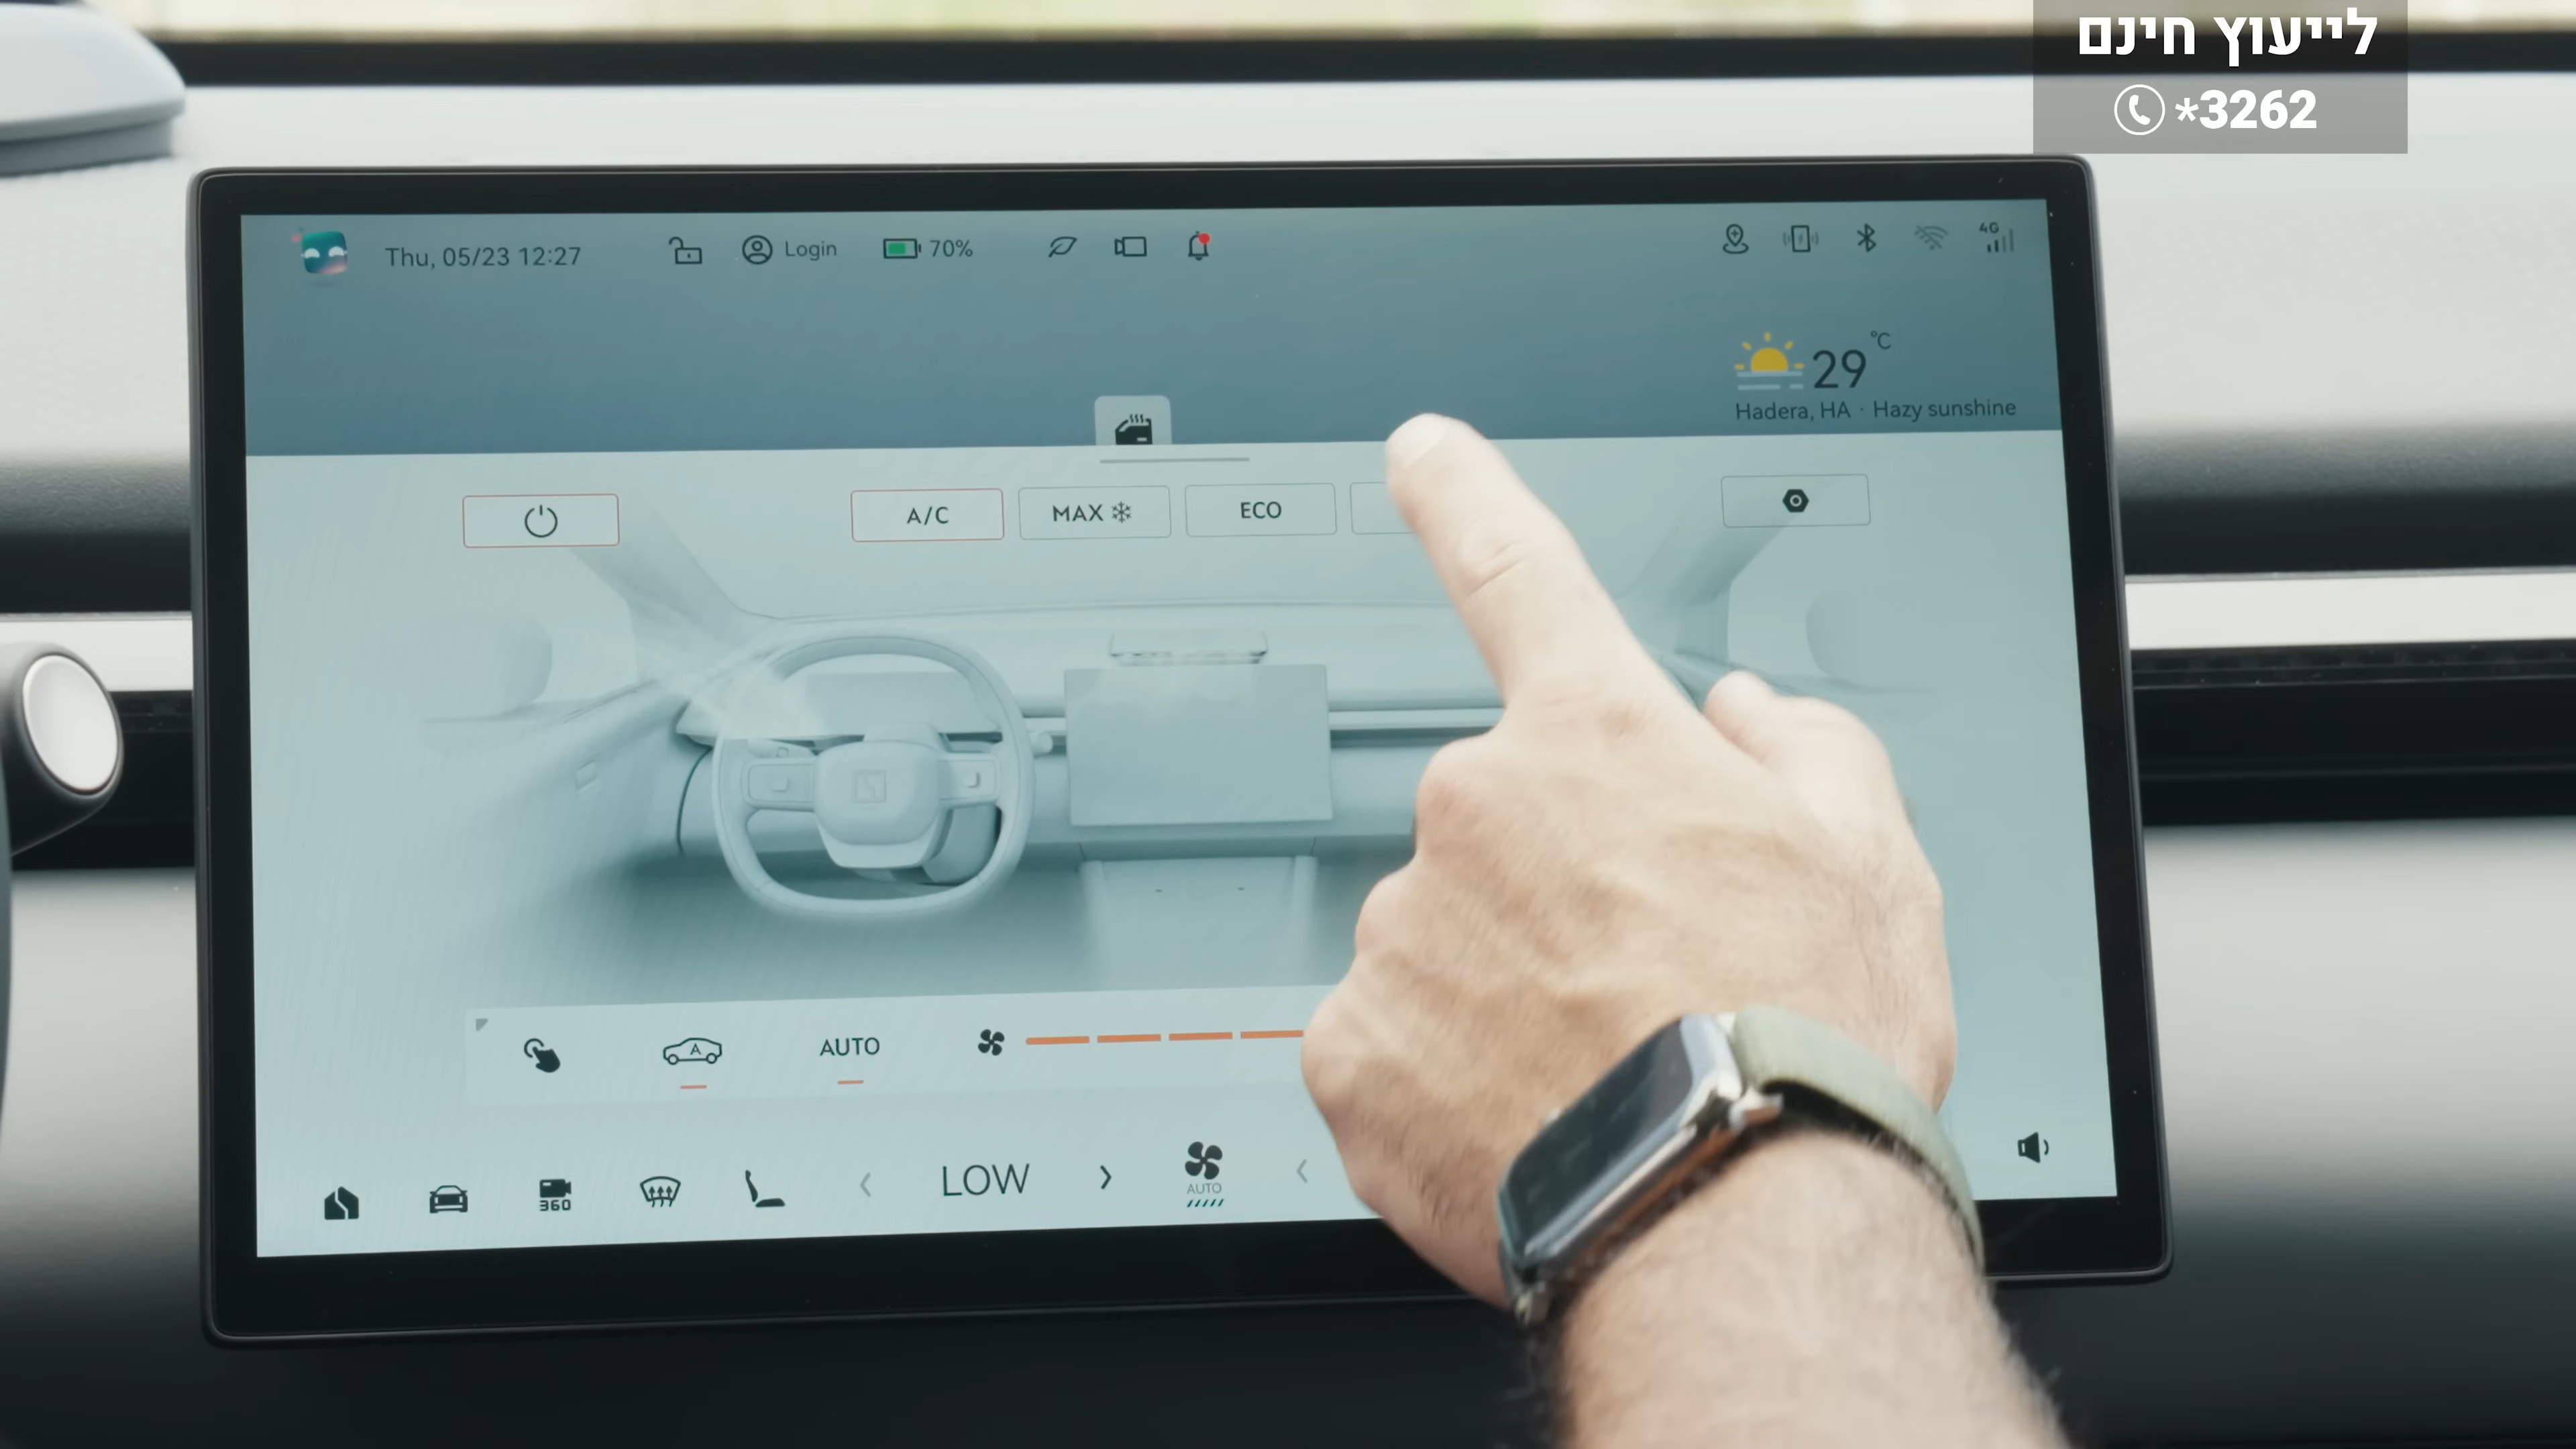 לייעוץ חינם
*3262
Thu, 05/23 12:27
Login
70%
4G
29°C
Hadera, HA · Hazy sunshine
A/C
MAX
ECO
A
AUTO
360
LOW
AUTO